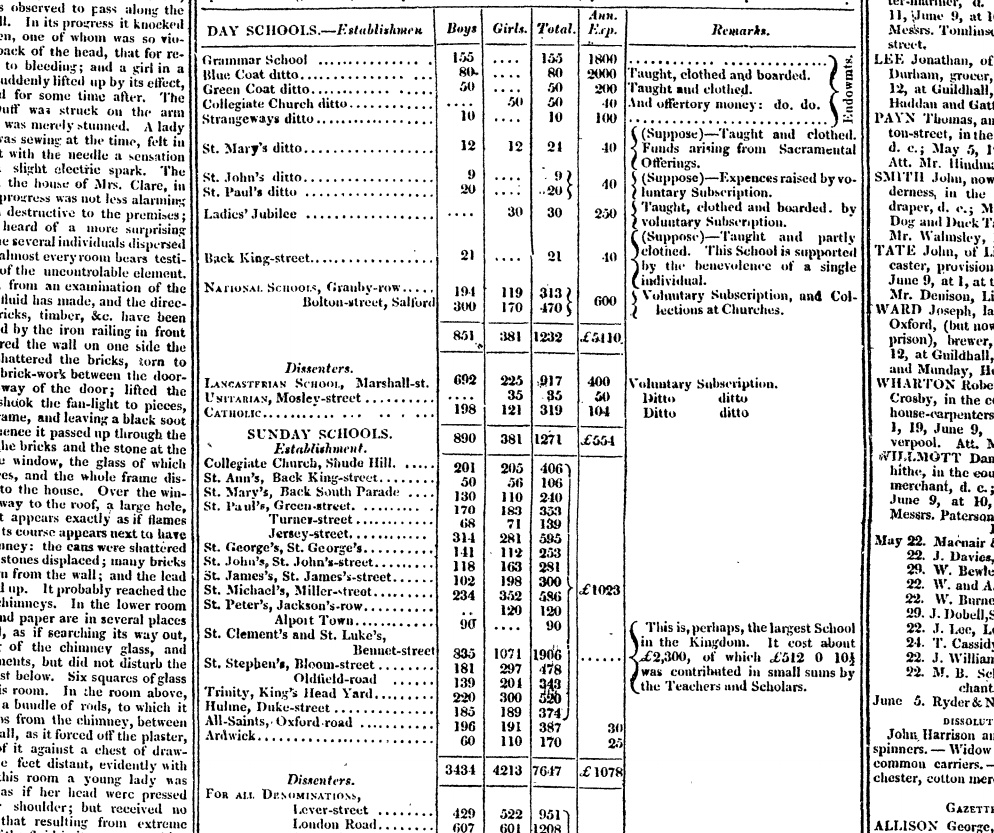 s observed to pass along the
ll. In its progress it knocked
en, one of whom was so vio-
back of the head, that for re-
to bleeding; and a girl in a
suddenly lifted up by its effect,
d for some time after. The
was struck on the arm
was merely stunned. A lady
was sewing at the time, felt in
t with the needle a sensation
slight electric spark. The
the house of Mrs. Clare, in
progress was not less alarming
destructive to the premises;
heard of a more surprising
e several individuals dispersed
almost every room bears testi-
of the uncontrolable element.
from an examination of the
fluid has made, and the direc-
ricks, timber, &c. have been
d by the iron railing in front
red the wall on one side the
shattered the bricks, torn to
brick-work between the door-
way of the door; lifted the
shook the fan-light to pieces,
rame, and leaving a black soot
hence it passed up through the
the bricks and the stone at the
e window, the glass of which
es, and the whole frame dis-
to the house. Over the win-
way to the roof, a large hole,
t appears exactly as if flames
ts course appears next to have
mney: the cans were shattered
stones displaced; many bricks
n from the wall; and the lead
d up. It probably reached the
chimneys. In the lower room
nd paper are in several places
l, as if searching its way out,
of the chimney glass, and
ments, but did not disturb the
st below. Six squares of glass
is room. In the room above,
a bundle of rods, to which it
ps from the chimney, between
all, as it forced off the plaster,
of it against a chest of draw-
e feet distant, evidently with
this room a young lady was
as if her head were pressed
shoulder; but received no
that resulting from extreme
DAY SCHOOLS.—Establishmen Boys Girls. Total. Ann. Exp. Remarks.
Grammar School 155 .... 155 1800
Blue Coat ditto 80 .... 80 2000 Taught, clothed and boarded.
Green Coat ditto 50 .... 50 200 Taught and clothed.
Collegiate Church ditto .... 50 50 40 And offertory money: do. do.
Strangeways ditto 10 .... 10 100
Endowmts.
St. Mary's ditto 12 12 24 40 (Suppose)—Taught and clothed.
Funds arising from Sacramental
Offerings.
St. John's ditto 9 .... 9
St. Paul's ditto 20 .... 20 40 (Suppose)—Expences raised by vo-
luntary Subscription.
Ladies' Jubilee .... 30 30 250 Taught, clothed and boarded. by
voluntary Subscription.
Back King-street 21 .... 21 40 (Suppose)—Taught and partly
clothed. This School is supported
by the benevolence of a single
individual.
NATIONAL SCHOOLS, Granby-row 194 119 313
Bolton-street, Salford 300 170 470 600 Voluntary Subscription, and Col-
lections at Churches.
851 381 1232 £5110
Dissenters.
LANCASTERIAN SCHOOL, Marshall-st. 692 225 917 400 Voluntary Subscription.
UNITARIAN, Mosley-street .... 35 35 50 Ditto ditto
CATHOLIC 198 121 319 104 Ditto ditto
890 381 1271 £554
SUNDAY SCHOOLS.
Establishment.
Collegiate Church, Shude Hill. 201 205 406
St. Ann's, Back King-street 50 56 106
St. Mary's, Back South Parade 130 110 240
St. Paul's, Green-street 170 183 353
Turner-street 68 71 139
Jersey-street 314 281 595
St. George's, St. George's 141 112 253
St. John's, St. John's-street 118 163 281
St. James's, St. James's-street 102 198 300
St. Michael's, Miller-street 234 352 586 £1023
St. Peter's, Jackson's-row .. 120 120
Alport Town 90 .... 90
St. Clement's and St. Luke's,
Bennet-street 835 1071 1906 ...... This is, perhaps, the largest School
in the Kingdom. It cost about
£2,300, of which £512 0 10½
was contributed in small sums by
the Teachers and Scholars.
St. Stephen's, Bloom-street 181 297 478
Oldfield-road 139 204 343
Trinity, King's Head Yard 220 300 520
Hulme, Duke-street 185 189 374
All-Saints, Oxford-road 196 191 387 30
Ardwick 60 110 170 25
3434 4213 7647 £1078
Dissenters.
FOR ALL DENOMINATIONS,
Lever-street 429 522 951
London Road 607 601 1208
11, June 9, at 1
Messrs. Tomlins
street.
LEE Jonathan, of
Durham, grocer,
12, at Guildhall,
Haddan and Gat
PAYN Thomas, an
ton-street, in the
d. c.; May 5, 1
Att. Mr. Hindma
SMITH John, now
derness, in the
draper, d. c.; M
Dog and Duck T
Mr. Walmsley,
TATE John, of L
caster, provision
June 9, at 1, at t
Mr. Denison, Li
WARD Joseph, la
Oxford, (but now
prison), brewer,
12, at Guildhall,
and Munday, He
WHARTON Robe
Crosby, in the co
house-carpenters
1, 19, June 9,
verpool. Att. M
WILLMOTT Dan
hithe, in the cou
merchant, d. c.;
June 9, at 10,
Messrs. Paterson
May 22. Macnair &
22. J. Davies,
29. W. Bewle
22. W. and A.
22. W. Burne
29. J. Dobell, S
22. J. Lee, L
24. T. Cassidy
22. J. William
22. M. B. Sc
chant.
June 5. Ryder & N
DISSOLUT
John Harrison an
spinners.—Widow
common carriers.—
chester, cotton mer
GAZETTE
ALLISON George,